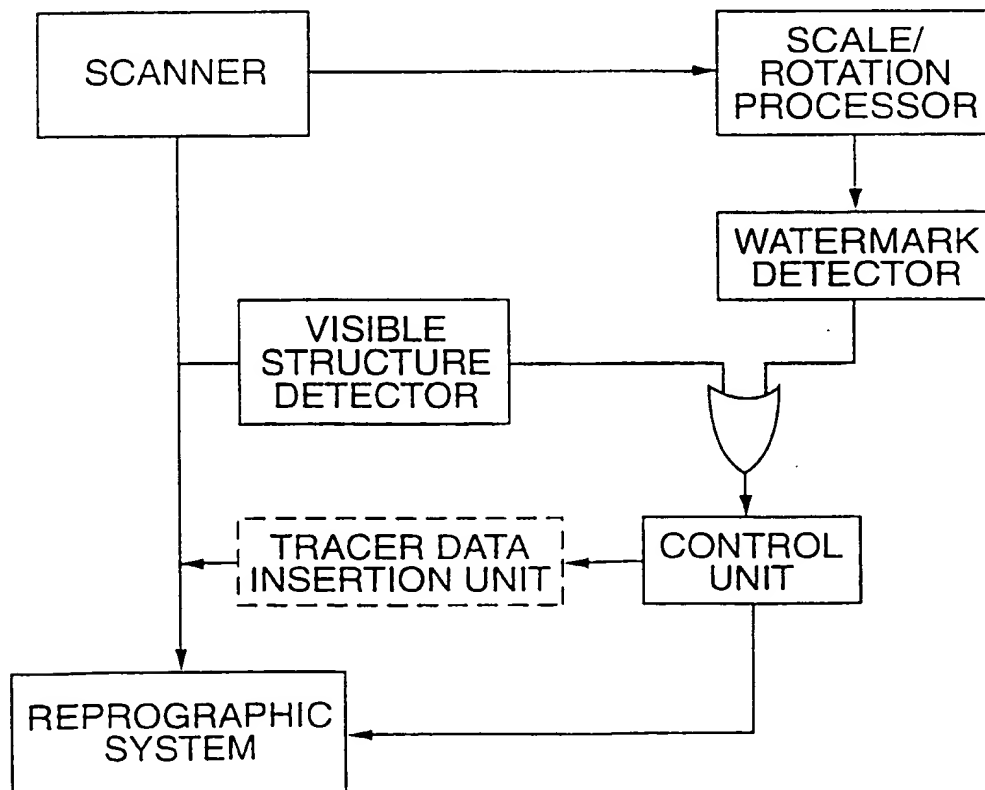 SCANNER
SCALE/
ROTATION
PROCESSOR
WATERMARK
DETECTOR
VISIBLE
STRUCTURE
DETECTOR
TRACER DATA
INSERTION UNIT
CONTROL
UNIT
REPROGRAPHIC
SYSTEM